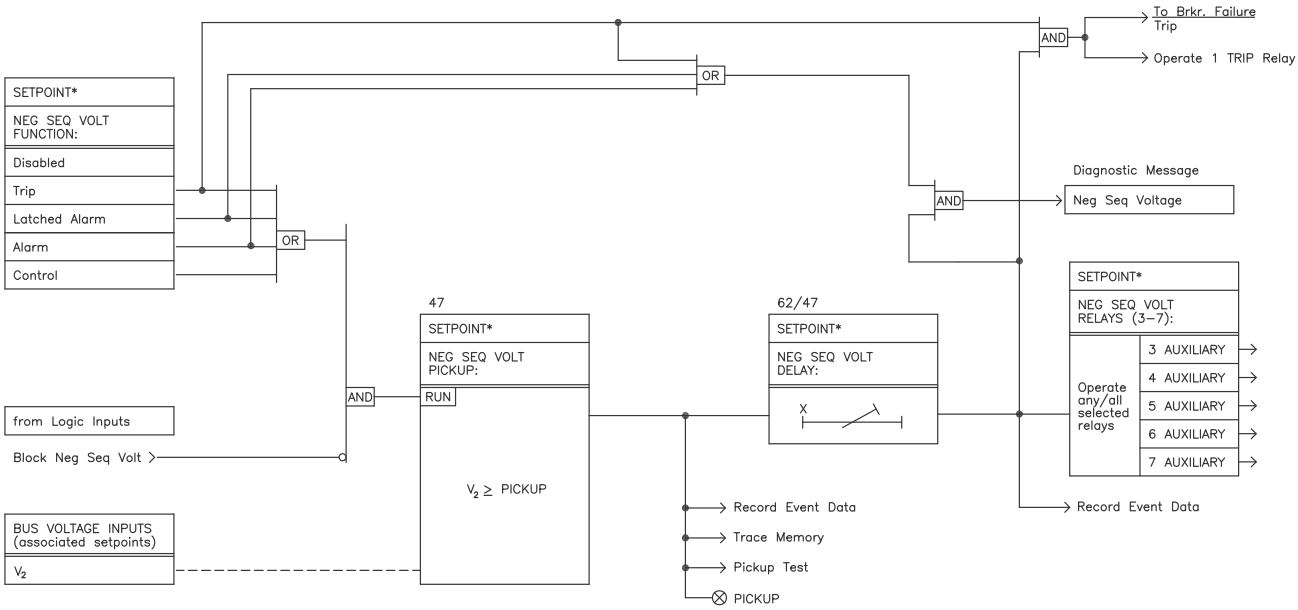 To Brkr. Failure
Trip
AND
Operate 1 TRIP Relay
OR
SETPOINT*
NEG SEQ VOLT
FUNCTION:
Disabled
Trip
Latched Alarm
Alarm
Control
OR
AND
Diagnostic Message
Neg Seq Voltage
47
SETPOINT*
NEG SEQ VOLT
PICKUP:
RUN
V₂ ≥ PICKUP
62/47
SETPOINT*
NEG SEQ VOLT
DELAY:
X
SETPOINT*
NEG SEQ VOLT
RELAYS (3-7):
Operate
any/all
selected
relays
3 AUXILIARY
4 AUXILIARY
5 AUXILIARY
6 AUXILIARY
7 AUXILIARY
AND
from Logic Inputs
Block Neg Seq Volt
BUS VOLTAGE INPUTS
(associated setpoints)
V₂
Record Event Data
Trace Memory
Pickup Test
PICKUP
Record Event Data